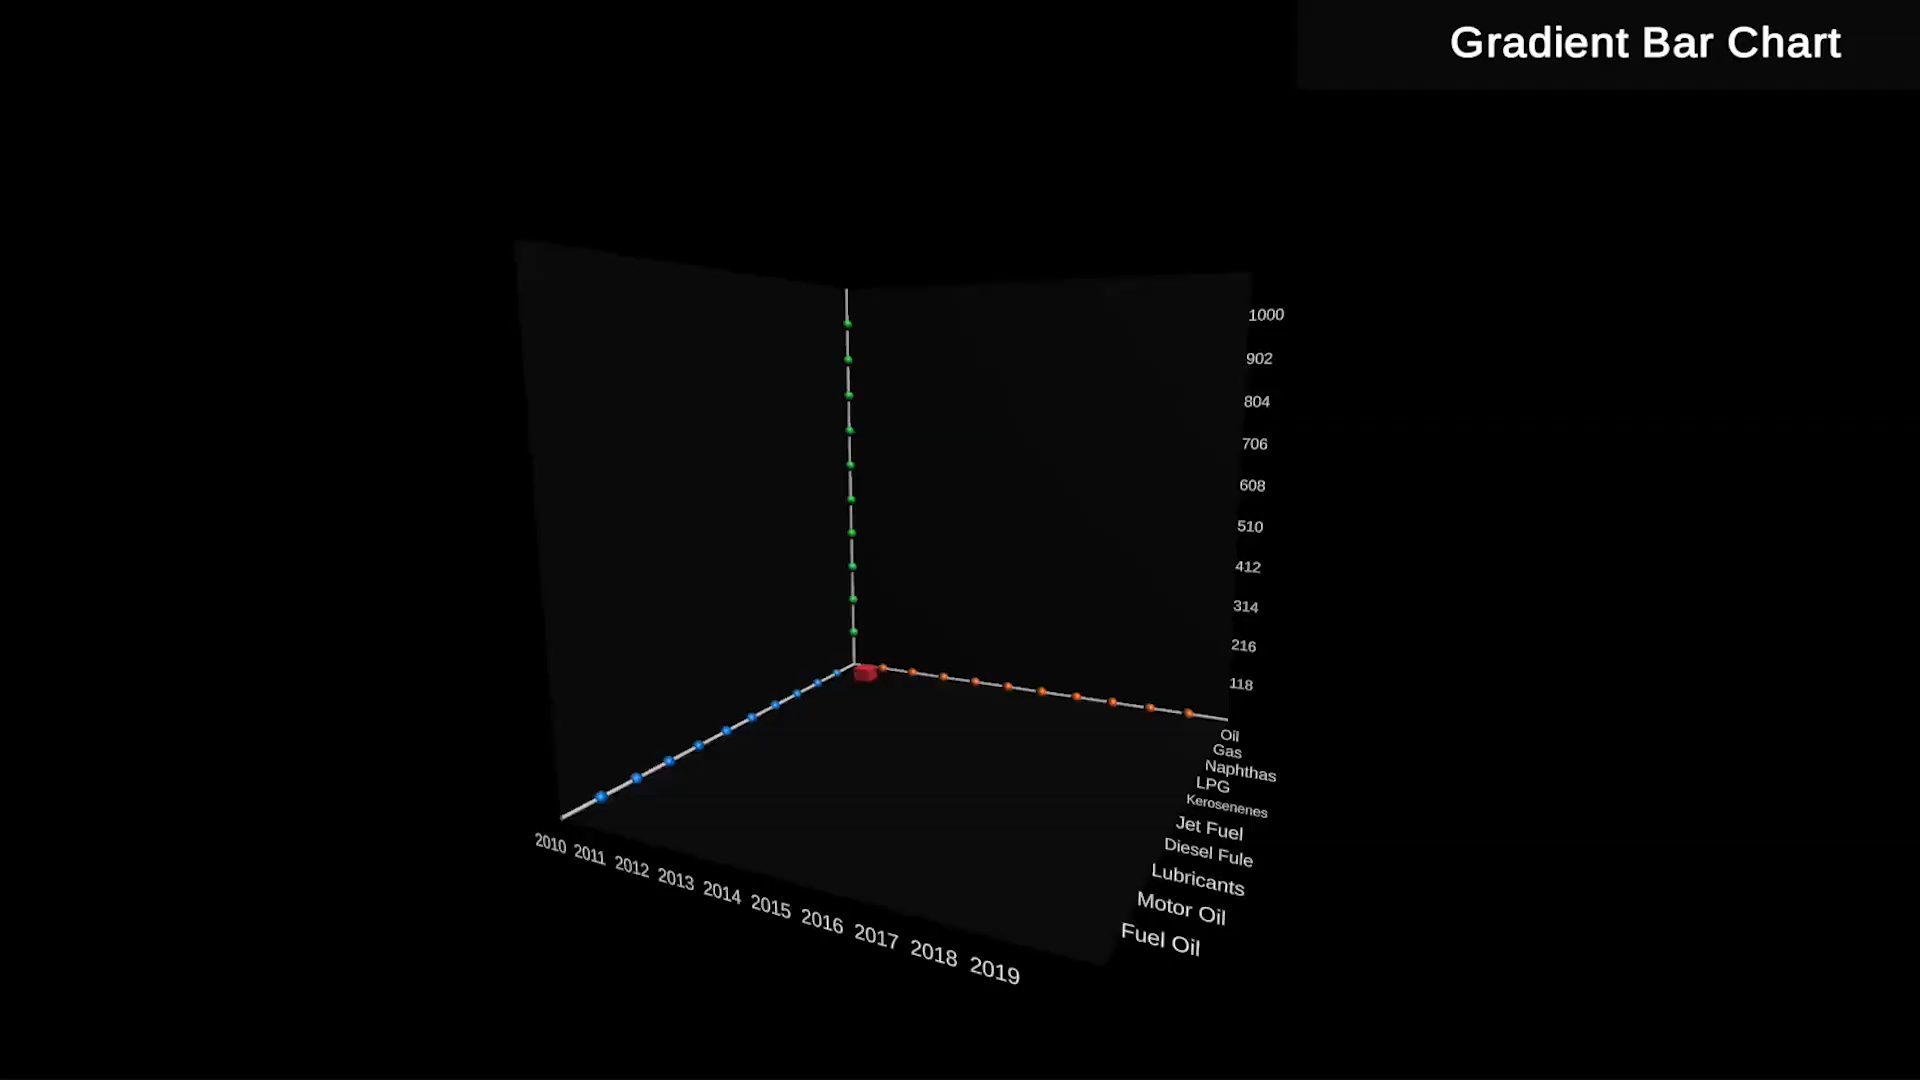 Gradient Bar Chart
1000
902
804
706
608
510
412
314
216
118
Oil
Gas
Naphthas
LPG
Kerosenenes
Jet Fuel
Diesel Fule
Lubricants
Motor Oil
Fuel Oil
2010 2011 2012 2013 2014 2015 2016 2017 2018 2019